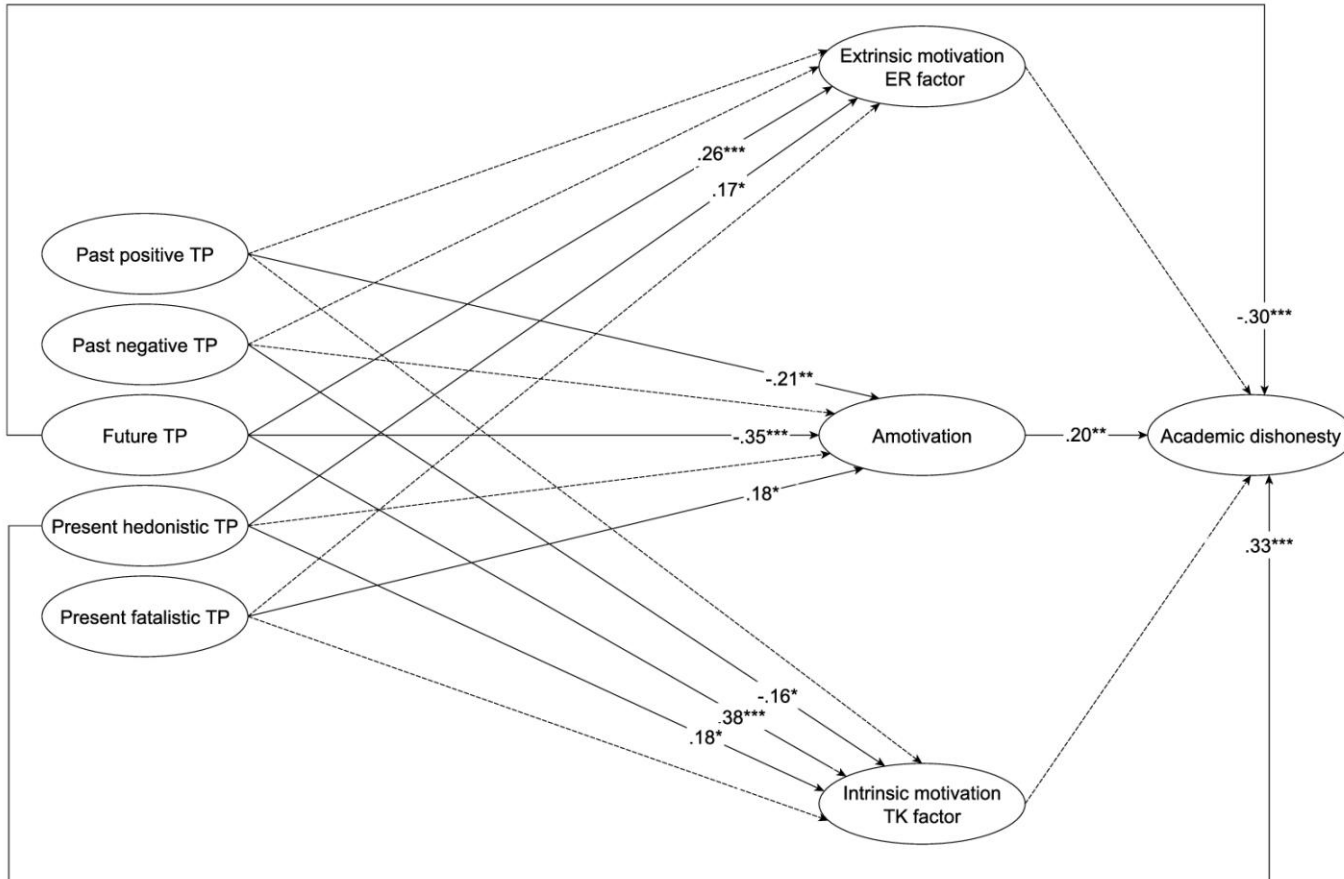 Extrinsic motivation
ER factor
.26***
.17*
Past positive TP
Past negative TP
-.30***
-.21**
Future TP
-.35***
Amotivation
.20**
Academic dishonesty
.18*
Present hedonistic TP
.33***
Present fatalistic TP
-.16*
.38***
.18*
Intrinsic motivation
TK factor